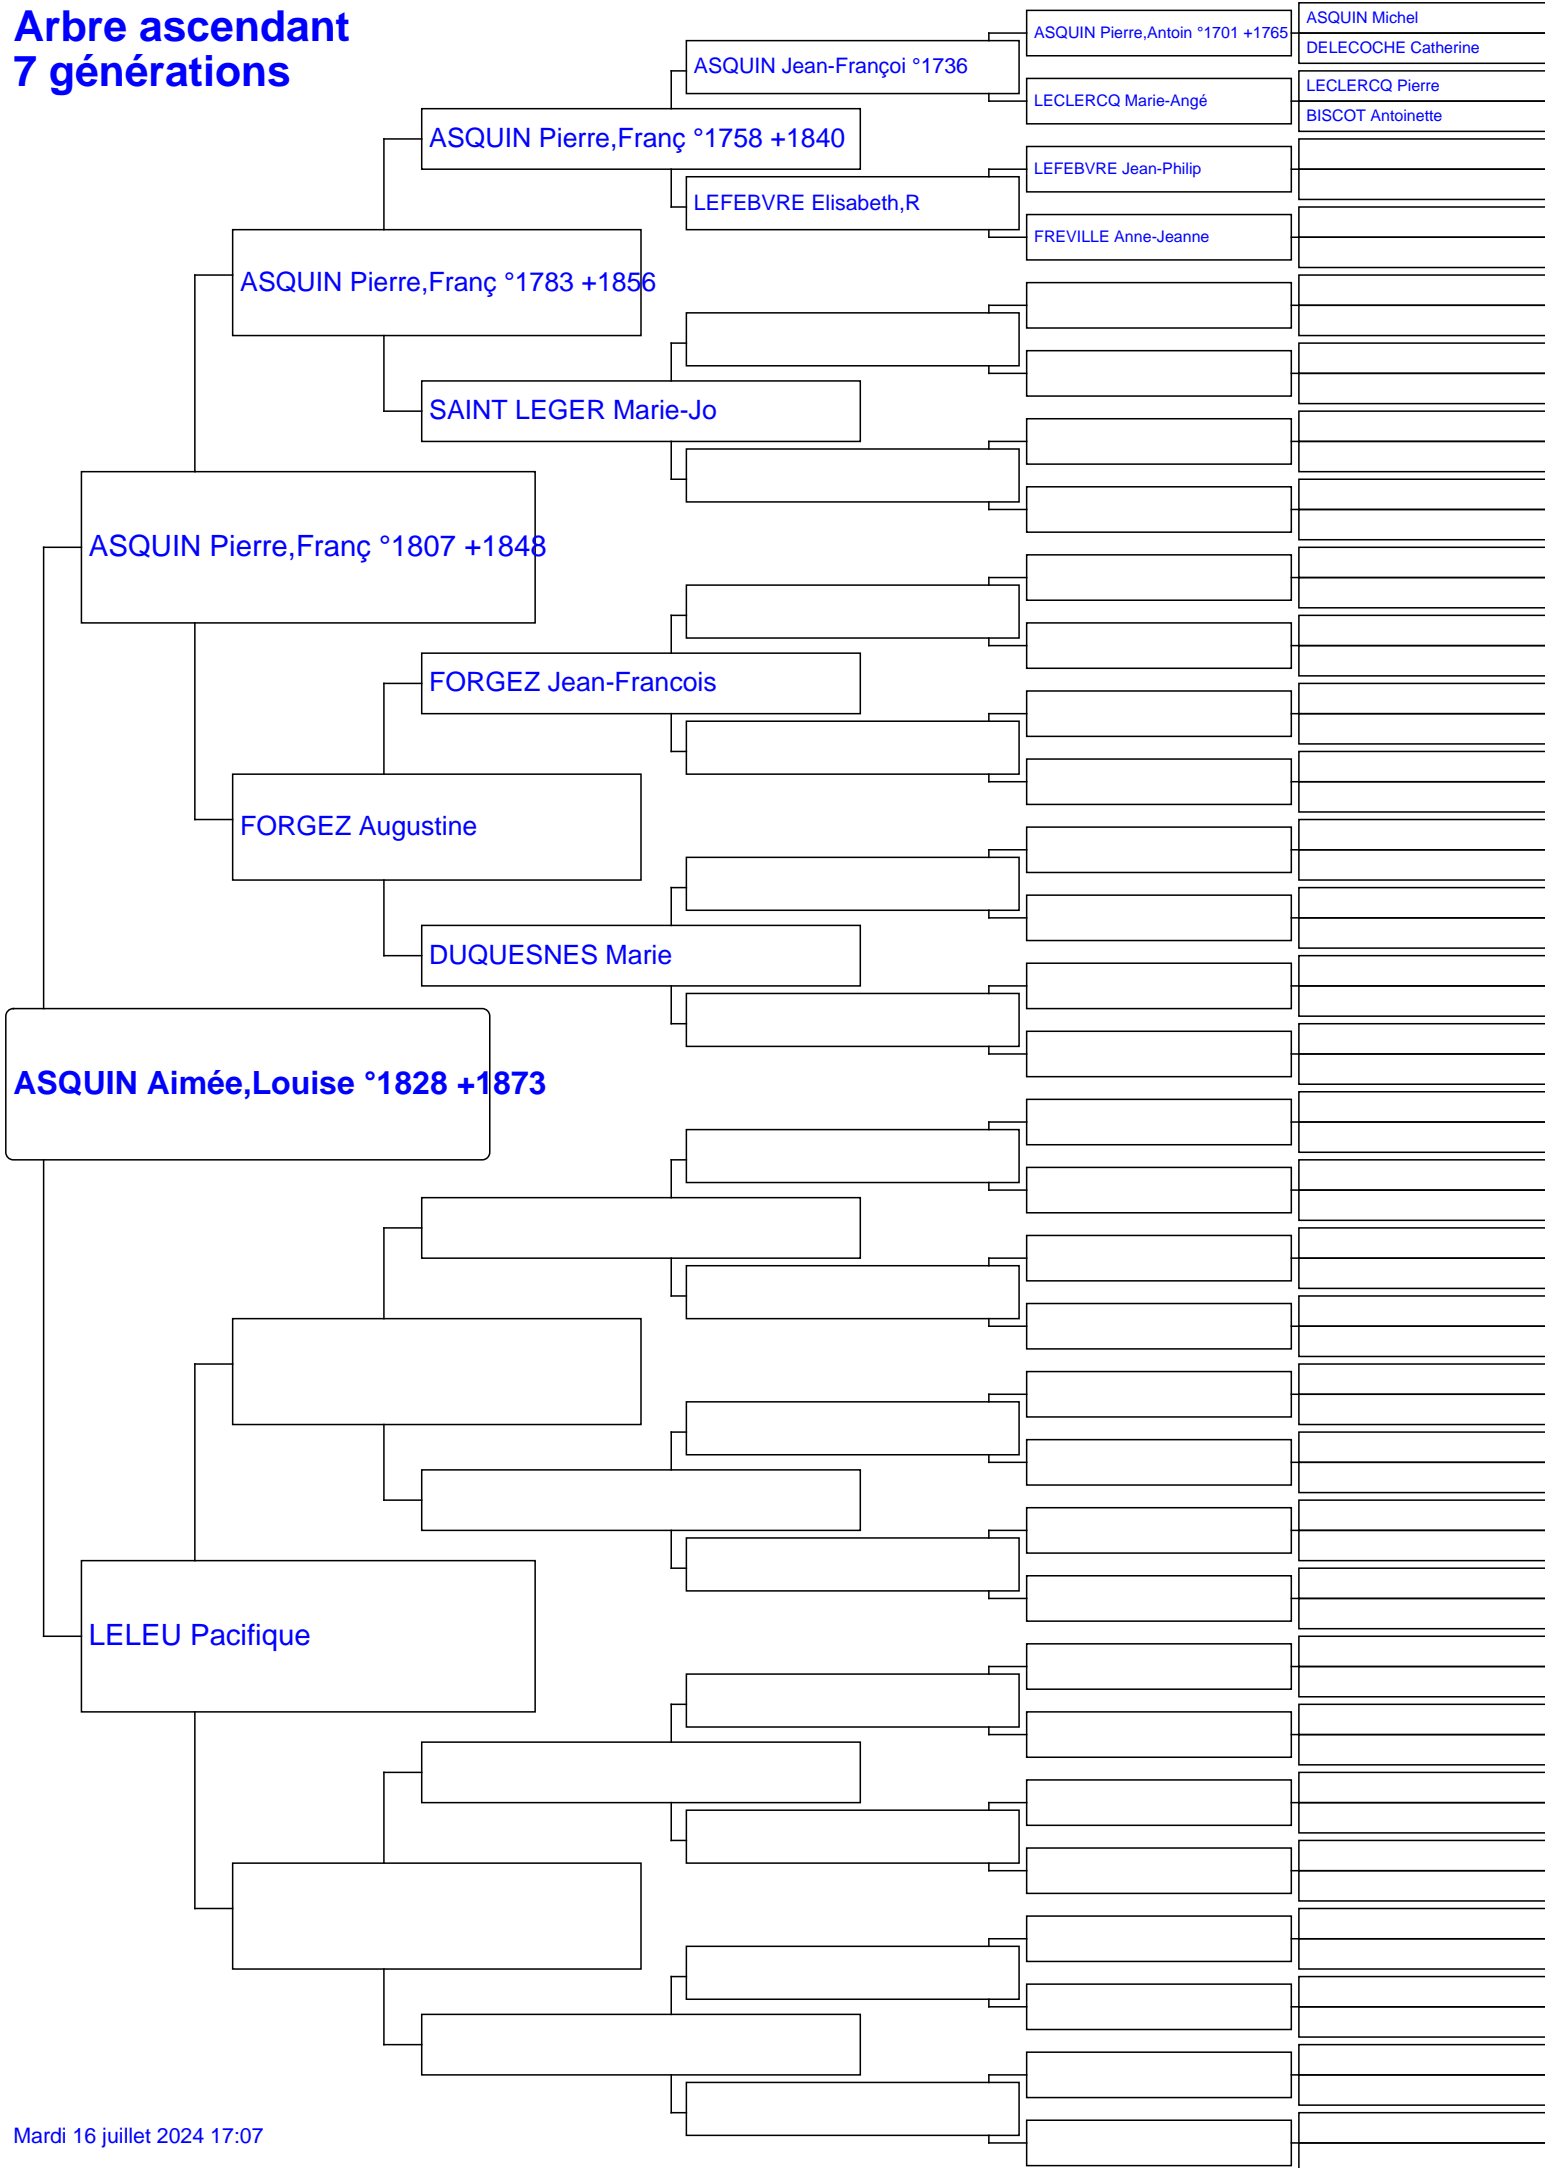 Arbre ascendant
7 générations
ASQUIN Michel
ASQUIN Pierre,Antoin °1701 +1765
DELECOCHE Catherine
ASQUIN Jean-Françoi °1736
LECLERCQ Pierre
LECLERCQ Marie-Angé
BISCOT Antoinette
ASQUIN Pierre,Franç °1758 +1840
LEFEBVRE Jean-Philip
LEFEBVRE Elisabeth,R
FREVILLE Anne-Jeanne
ASQUIN Pierre,Franç °1783 +1856
SAINT LEGER Marie-Jo
ASQUIN Pierre,Franç °1807 +1848
FORGEZ Jean-Francois
FORGEZ Augustine
DUQUESNES Marie
ASQUIN Aimée,Louise °1828 +1873
LELEU Pacifique
Mardi 16 juillet 2024 17:07